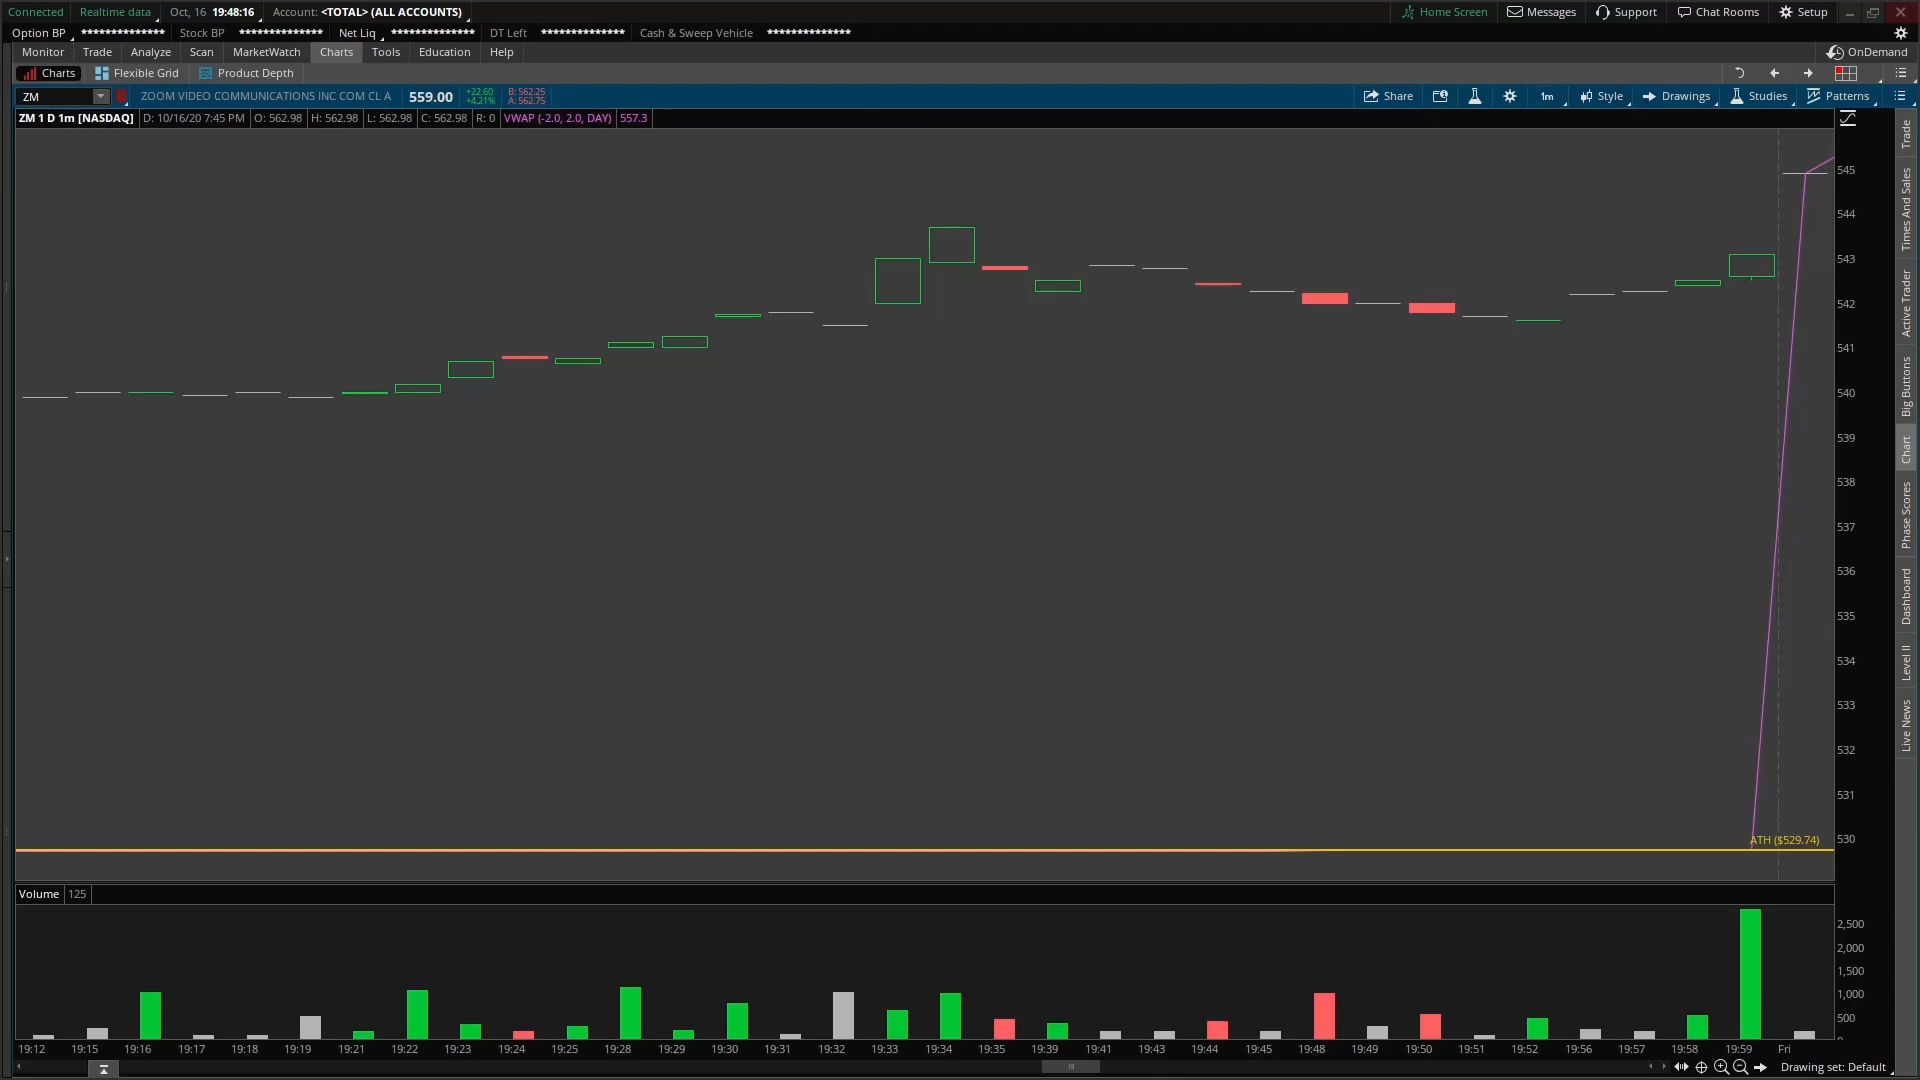 Connected Realtime data Oct, 16 19:48:16 Account: <TOTAL> (ALL ACCOUNTS) Home Screen Messages Support Chat Rooms Setup
Option BP ************** Stock BP ************** Net Liq ************** DT Left ************** Cash & Sweep Vehicle **************
Monitor Trade Analyze Scan MarketWatch Charts Tools Education Help OnDemand
Charts Flexible Grid Product Depth
ZM ZOOM VIDEO COMMUNICATIONS INC COM CL A 559.00 +22.60 B: 562.25 Share 1m Style Drawings Studies Patterns
+4.21% A: 562.75
ZM 1 D 1m [NASDAQ] D: 10/16/20 7:45 PM O: 562.98 H: 562.98 L: 562.98 C: 562.98 R: 0 VWAP (-2.0, 2.0, DAY) 557.3
545
544
543
542
541
540
539
538
537
536
535
534
533
532
531
530
ATH ($529.74)
Trade
Times And Sales
Active Trader
Big Buttons
Chart
Phase Scores
Dashboard
Level II
Live News
Volume 125
2,500
2,000
1,500
1,000
500
19:12 19:15 19:16 19:17 19:18 19:19 19:21 19:22 19:23 19:24 19:25 19:28 19:29 19:30 19:31 19:32 19:33 19:34 19:35 19:39 19:41 19:43 19:44 19:45 19:48 19:49 19:50 19:51 19:52 19:56 19:57 19:58 19:59 Fri
Drawing set: Default